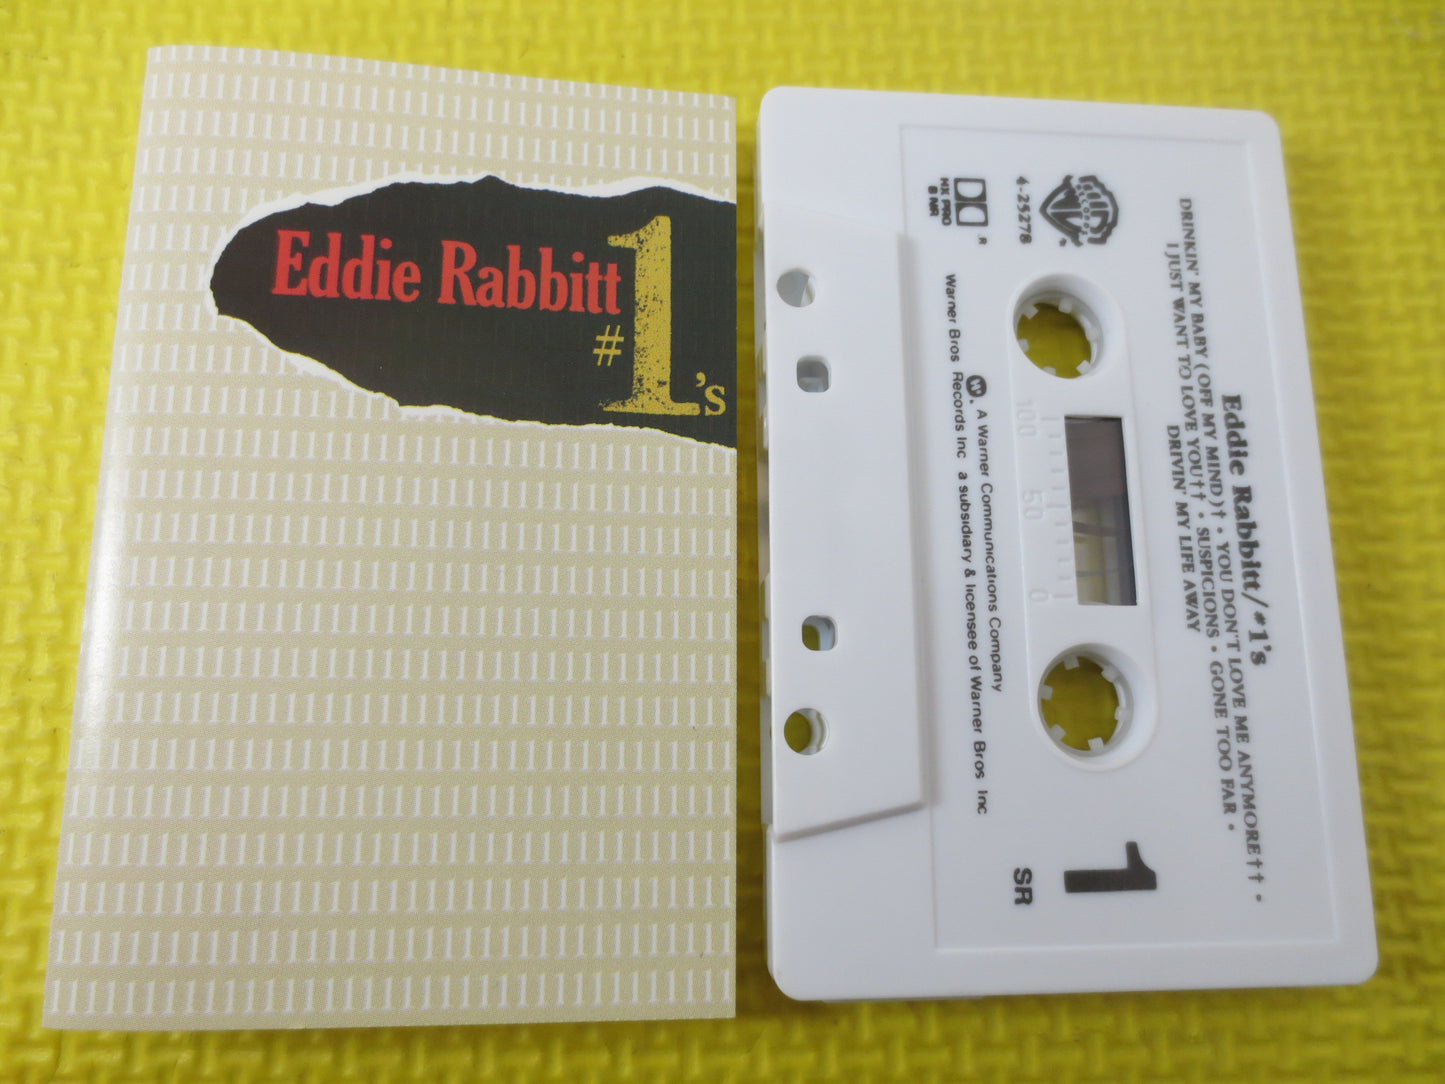 Eddie Rabbitt
#1's
Eddie Rabbitt/#1's
DRINKIN' MY BABY (OFF MY MIND)† • YOU DON'T LOVE ME ANYMORE†† •
I JUST WANT TO LOVE YOU†† • SUSPICIONS • GONE TOO FAR •
DRIVIN' MY LIFE AWAY
RECORDS
®
4-25278
R
HX PRO
B NR
100 50 0
1
SR
A Warner Communications Company
Warner Bros Records Inc a subsidiary & licensee of Warner Bros Inc